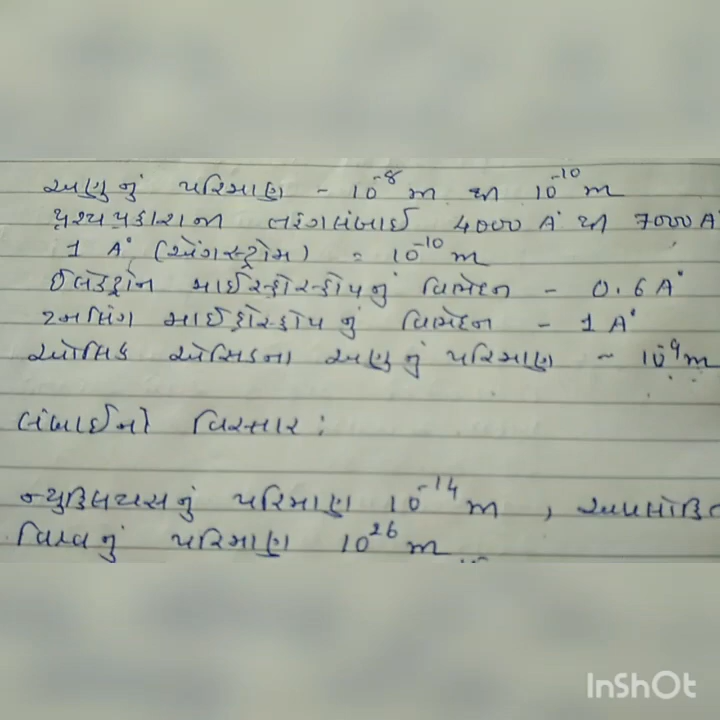 અણુ નું પરિમાણ - 10⁻⁸ m થી 10⁻¹⁰ m
દ્રશ્યપ્રકાશના તરંગલંબાઈ 4000 A° થી 7000 A°
1 A° (એંગસ્ટ્રોમ) = 10⁻¹⁰ m
ઈલેક્ટ્રોન માઈક્રોસ્કોપનું વિભેદન - 0.6 A°
ટનલિંગ માઈક્રોસ્કોપ નું વિભેદન - 1 A°
ઓલિક એસિડના અણુનું પરિમાણ ~ 10⁻⁹ m
લંબાઈનો વિસ્તાર :
ન્યુક્લિયસનું પરિમાણ 10⁻¹⁴ m ,
વિશ્વનું પરિમાણ 10²⁶ m ...
InShOt